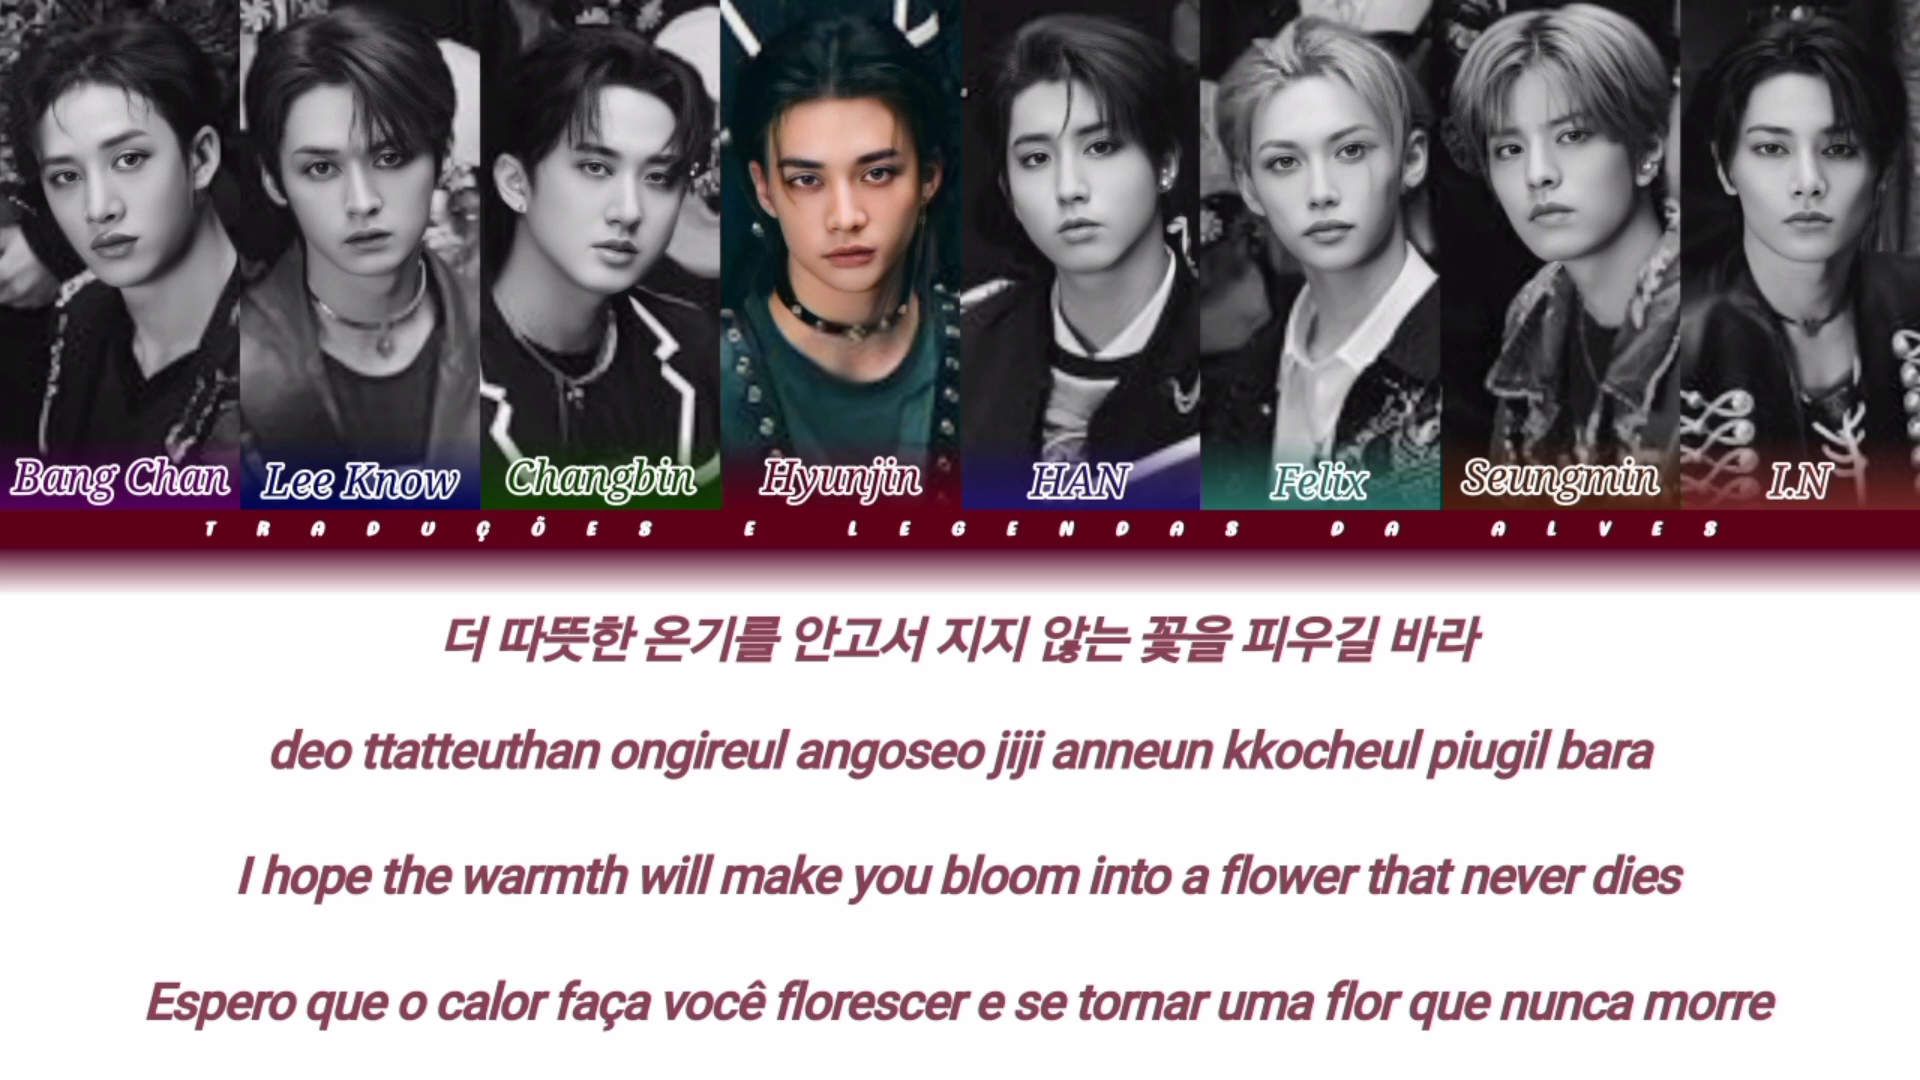 Bang Chan
Lee Know
Changbin
Hyunjin
HAN
Felix
Seungmin
I.N
TRADUÇÕES E LEGENDAS DA ALVES
더 따뜻한 온기를 안고서 지지 않는 꽃을 피우길 바라
deo ttatteuthan ongireul angoseo jiji anneun kkocheul piugil bara
I hope the warmth will make you bloom into a flower that never dies
Espero que o calor faça você florescer e se tornar uma flor que nunca morre